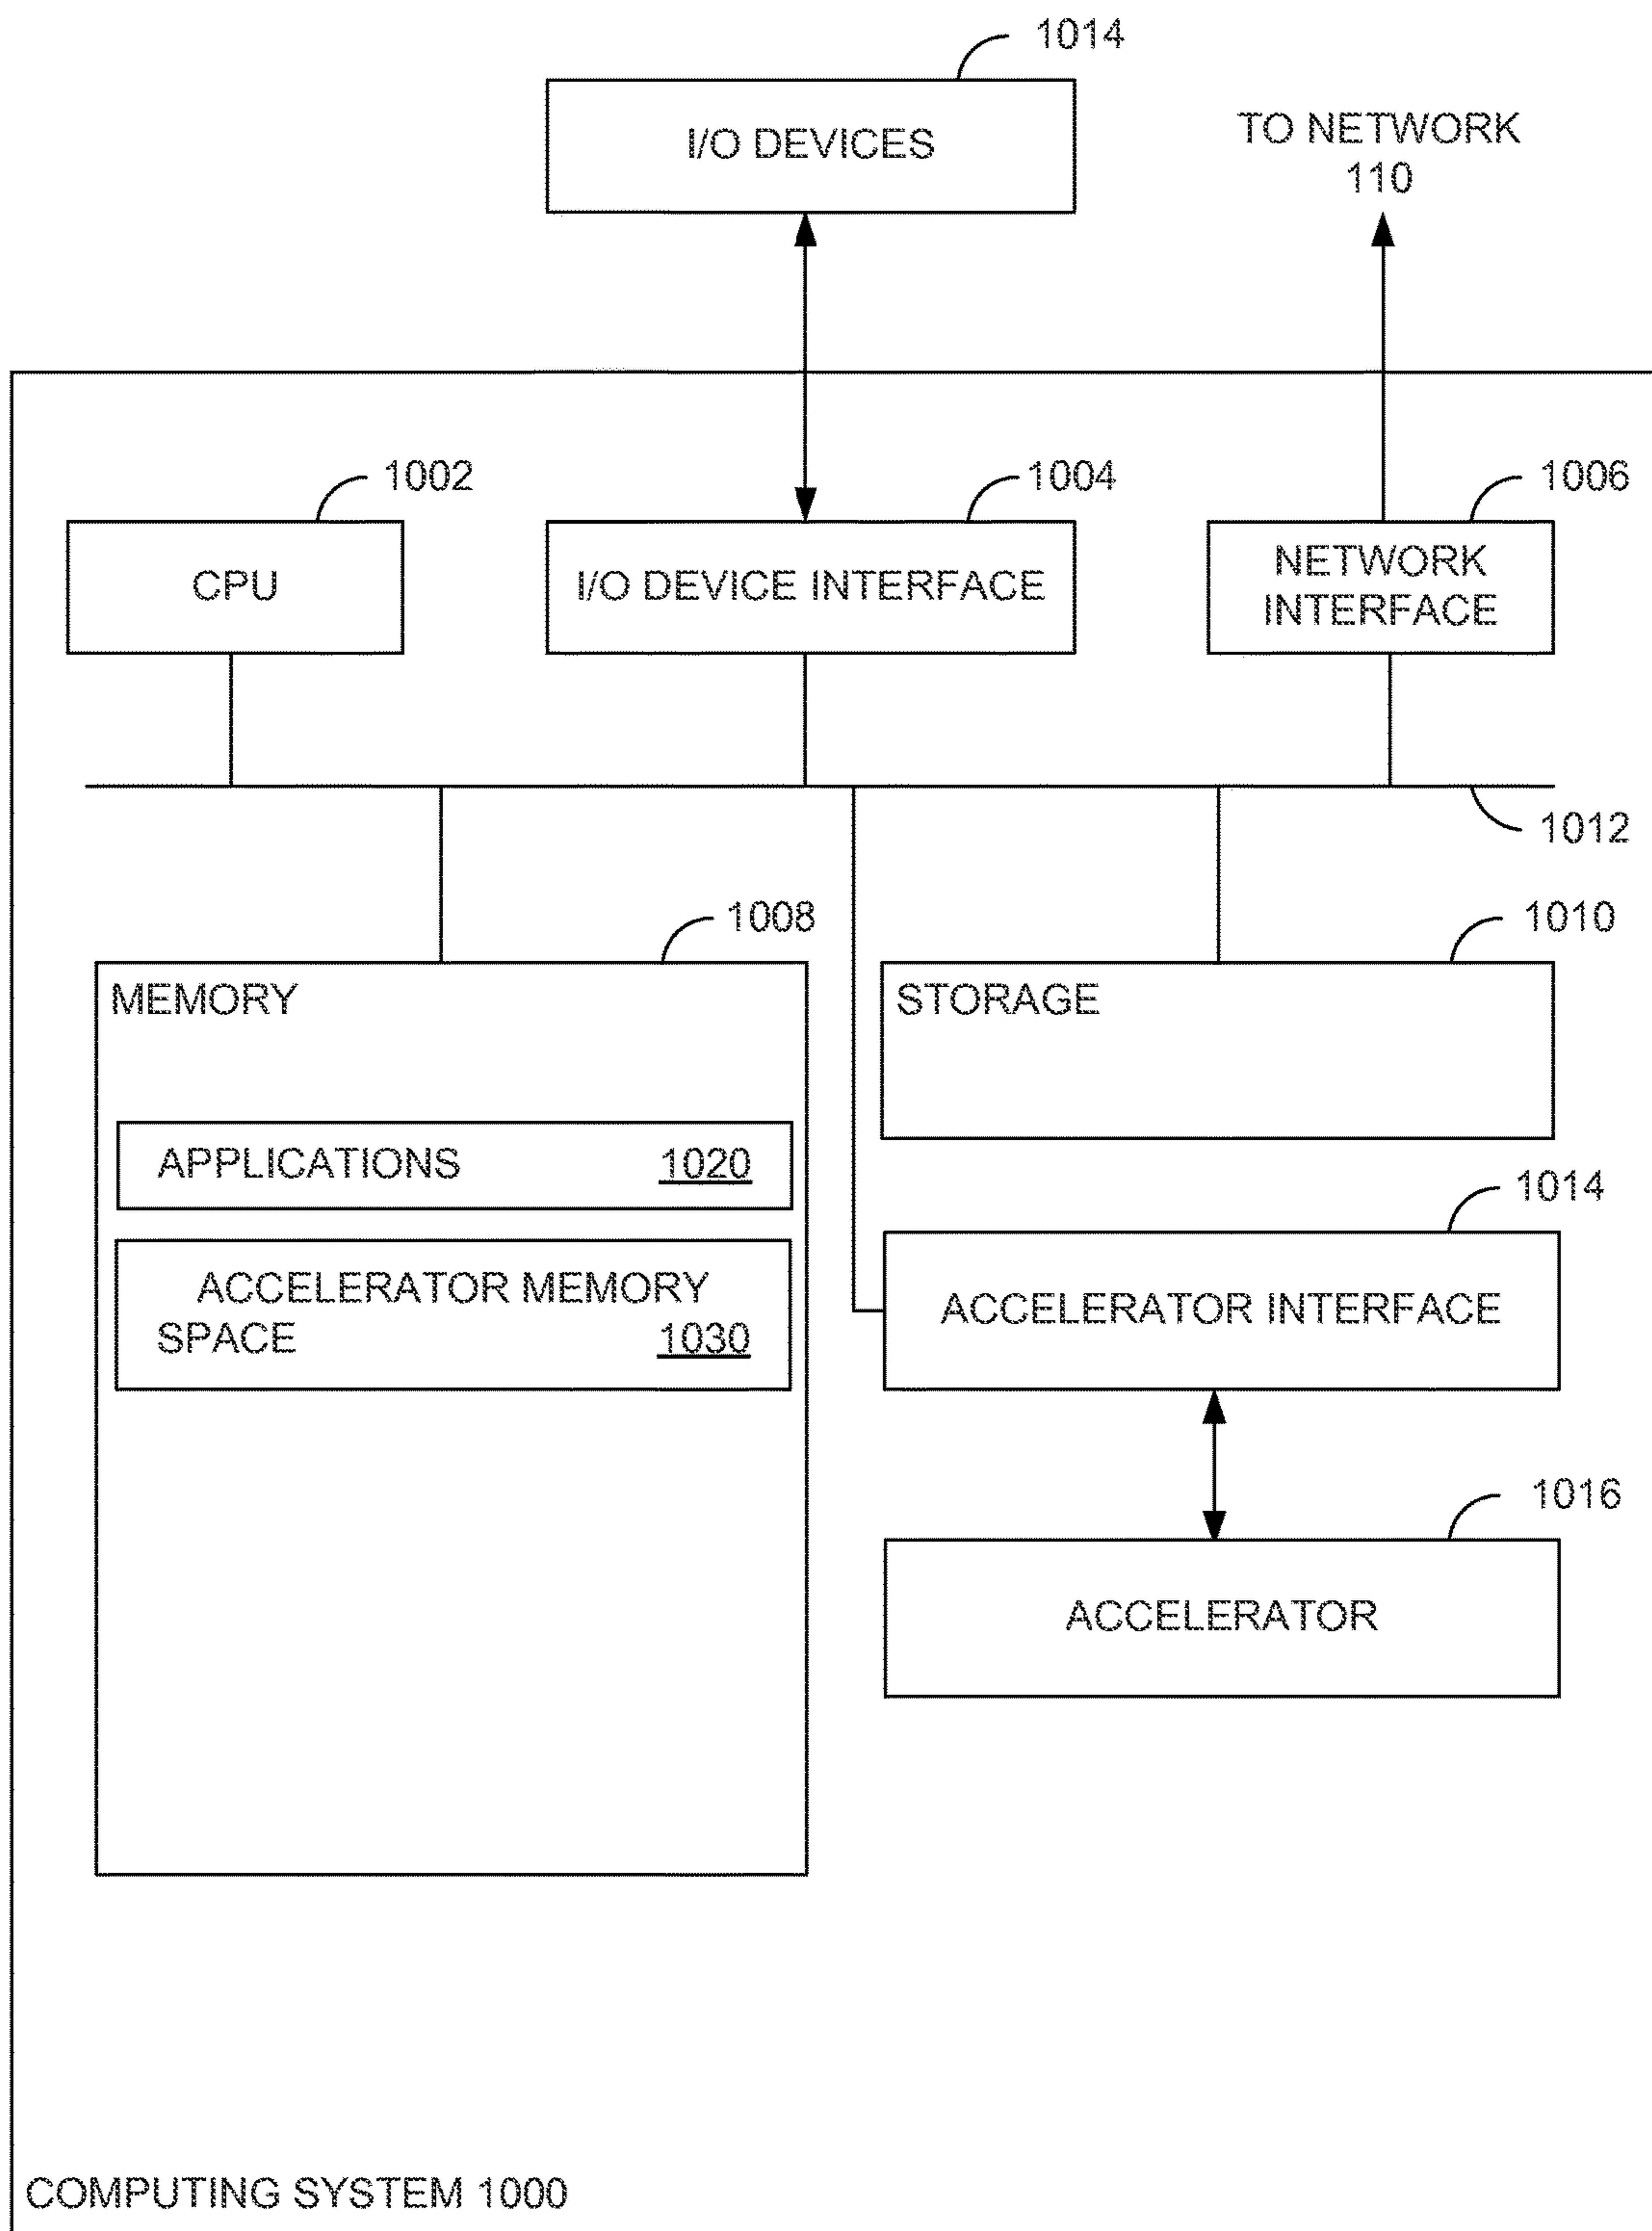 1014
I/O DEVICES
TO NETWORK
110
1002
1004
1006
CPU
I/O DEVICE INTERFACE
NETWORK
INTERFACE
1012
1008
1010
MEMORY
STORAGE
APPLICATIONS 1020
1014
ACCELERATOR MEMORY
SPACE 1030
ACCELERATOR INTERFACE
1016
ACCELERATOR
COMPUTING SYSTEM 1000